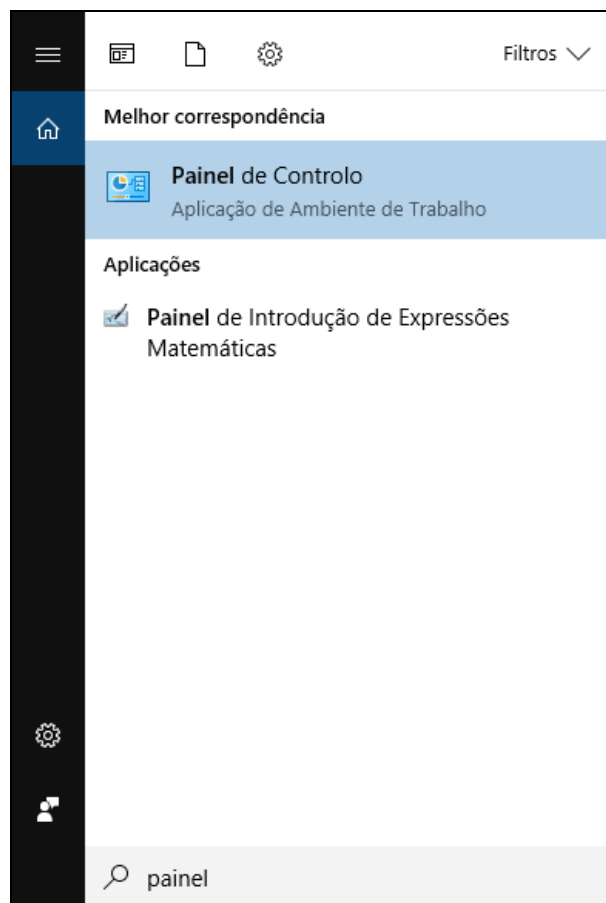 Filtros
Melhor correspondência
Painel de Controlo
Aplicação de Ambiente de Trabalho
Aplicações
Painel de Introdução de Expressões
Matemáticas
painel